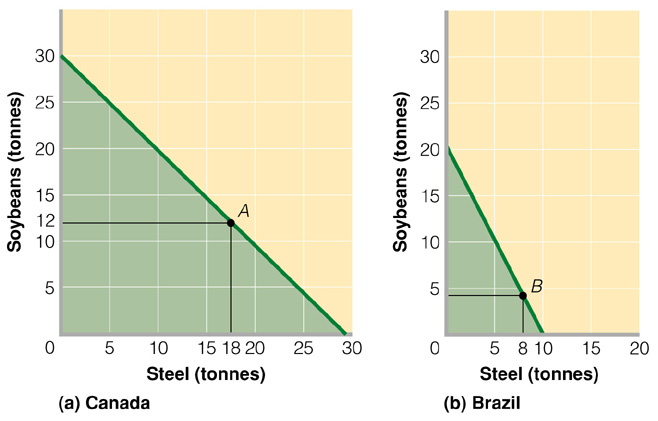 Soybeans (tonnes)
30
25
20
15
12
10
5
A
0 5 10 15 18 20 25 30
Steel (tonnes)
(a) Canada
Soybeans (tonnes)
30
25
20
15
10
5
B
0 5 8 10 15 20
Steel (tonnes)
(b) Brazil